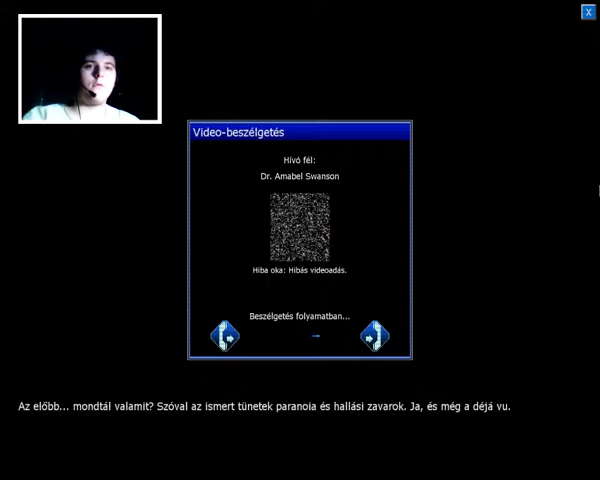 X
Video-beszélgetés
Hívó fél:
Dr. Amabel Swanson
Hiba oka: Hibás videoadás.
Beszélgetés folyamatban...
Az előbb... mondtál valamit? Szóval az ismert tünetek paranoia és hallási zavarok. Ja, és még a déjá vu.